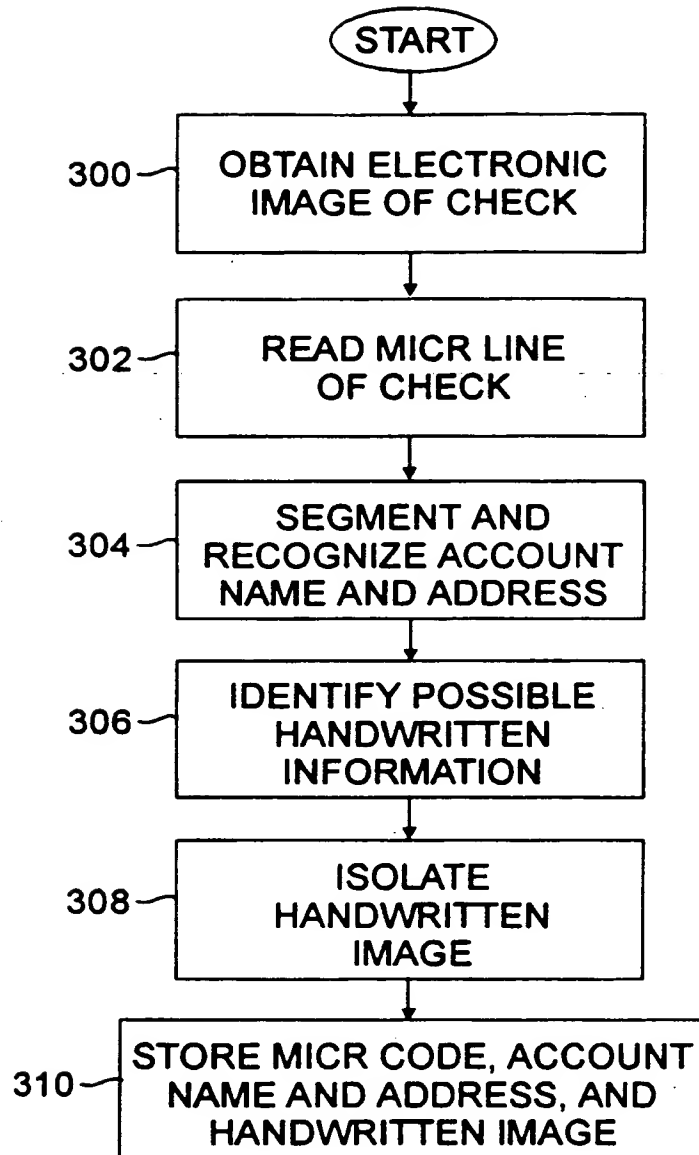 START
300
OBTAIN ELECTRONIC
IMAGE OF CHECK
302
READ MICR LINE
OF CHECK
304
SEGMENT AND
RECOGNIZE ACCOUNT
NAME AND ADDRESS
306
IDENTIFY POSSIBLE
HANDWRITTEN
INFORMATION
308
ISOLATE
HANDWRITTEN
IMAGE
310
STORE MICR CODE, ACCOUNT
NAME AND ADDRESS, AND
HANDWRITTEN IMAGE